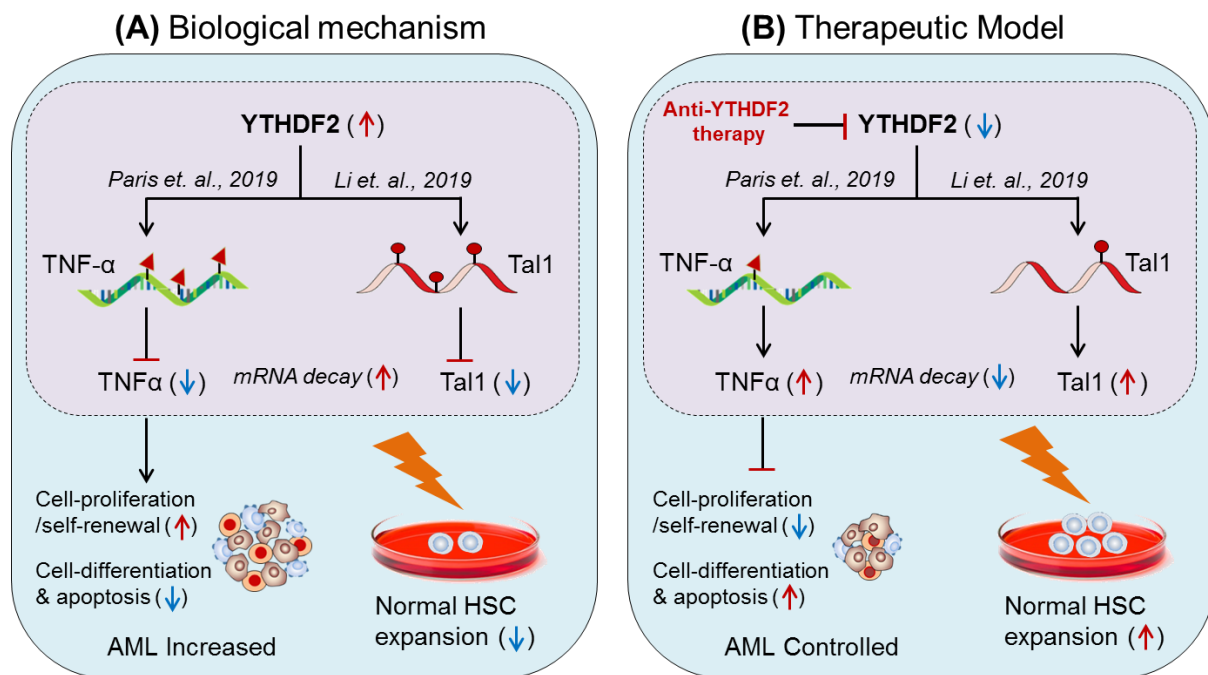 (A) Biological mechanism
YTHDF2 (↑)
Paris et. al., 2019
Li et. al., 2019
TNF-α
Tal1
TNFα (↓)
mRNA decay (↑)
Tal1 (↓)
Cell-proliferation
/self-renewal (↑)
Cell-differentiation
& apoptosis (↓)
AML Increased
Normal HSC
expansion (↓)
(B) Therapeutic Model
Anti-YTHDF2
therapy
YTHDF2 (↓)
Paris et. al., 2019
Li et. al., 2019
TNF-α
Tal1
TNFα (↑)
mRNA decay (↓)
Tal1 (↑)
Cell-proliferation
/self-renewal (↓)
Cell-differentiation
& apoptosis (↑)
AML Controlled
Normal HSC
expansion (↑)